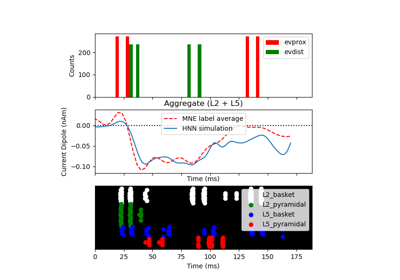 Counts
200
100
0
evprox
evdist
Aggregate (L2 + L5)
Current Dipole (nAm)
0.00
−0.05
−0.10
MNE label average
HNN simulation
Time (ms)
L2_basket
L2_pyramidal
L5_basket
L5_pyramidal
0 25 50 75 100 125 150 175
Time (ms)